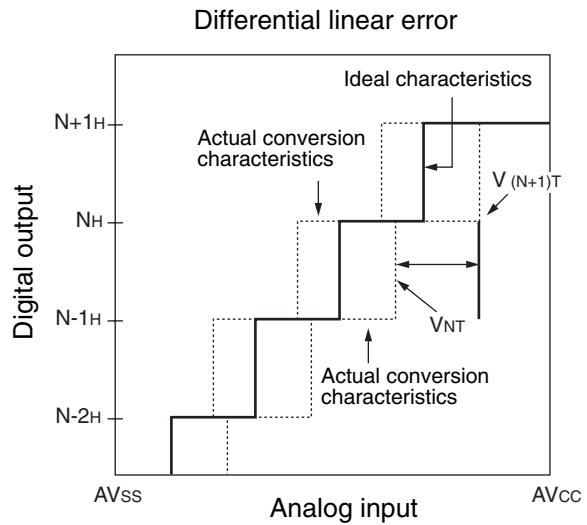 Differential linear error
Ideal characteristics
N+1H
Actual conversion
characteristics
V (N+1)T
NH
Digital output
N-1H
VNT
Actual conversion
characteristics
N-2H
AVSS
Analog input
AVCC